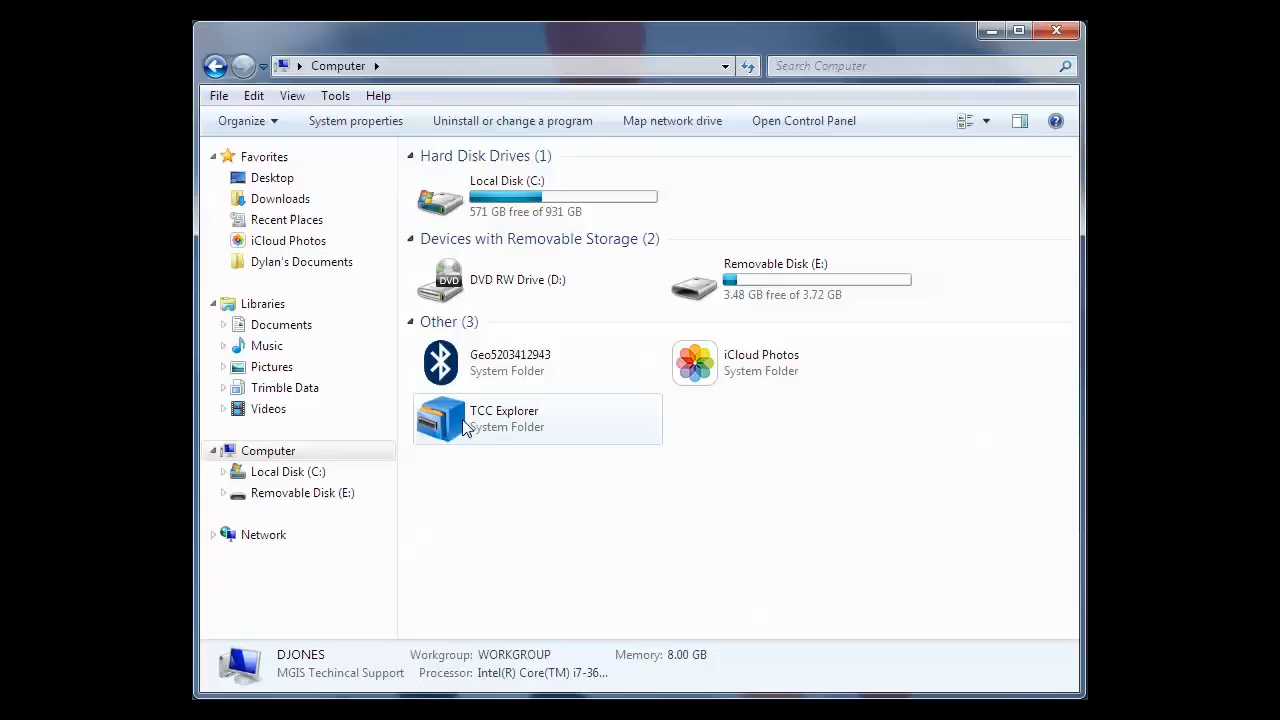 Computer
Search Computer
File Edit View Tools Help
Organize System properties Uninstall or change a program Map network drive Open Control Panel
Favorites
Desktop
Downloads
Recent Places
iCloud Photos
Dylan's Documents
Libraries
Documents
Music
Pictures
Trimble Data
Videos
Computer
Local Disk (C:)
Removable Disk (E:)
Network
Hard Disk Drives (1)
Local Disk (C:)
571 GB free of 931 GB
Devices with Removable Storage (2)
DVD
DVD RW Drive (D:)
Removable Disk (E:)
3.48 GB free of 3.72 GB
Other (3)
Geo5203412943
System Folder
iCloud Photos
System Folder
TCC Explorer
System Folder
DJONES Workgroup: WORKGROUP Memory: 8.00 GB
MGIS Techincal Support Processor: Intel(R) Core(TM) i7-36...